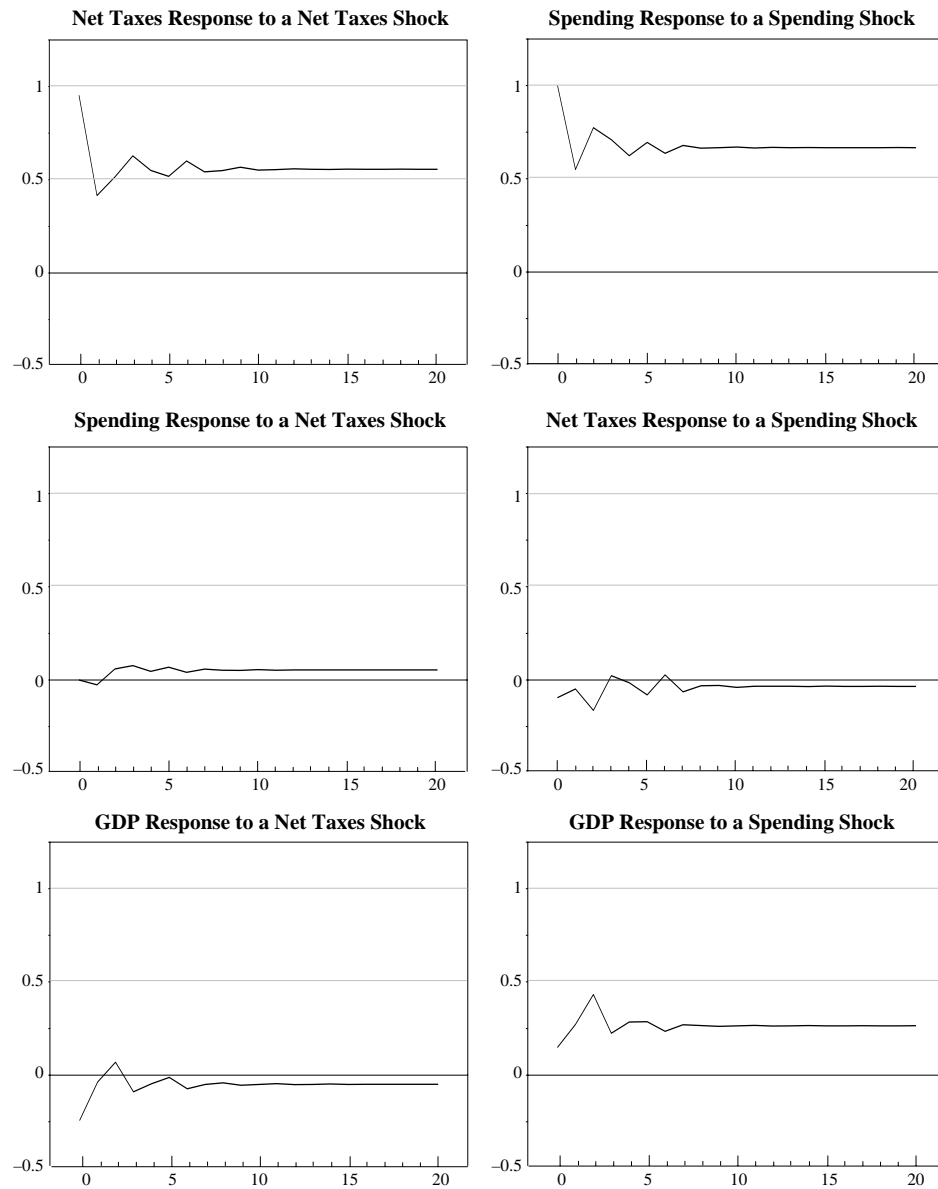 Net Taxes Response to a Net Taxes Shock
1
0.5
0
–0.5
0 5 10 15 20
Spending Response to a Spending Shock
1
0.5
0
–0.5
0 5 10 15 20
Spending Response to a Net Taxes Shock
1
0.5
0
–0.5
0 5 10 15 20
Net Taxes Response to a Spending Shock
1
0.5
0
–0.5
0 5 10 15 20
GDP Response to a Net Taxes Shock
1
0.5
0
–0.5
0 5 10 15 20
GDP Response to a Spending Shock
1
0.5
0
–0.5
0 5 10 15 20